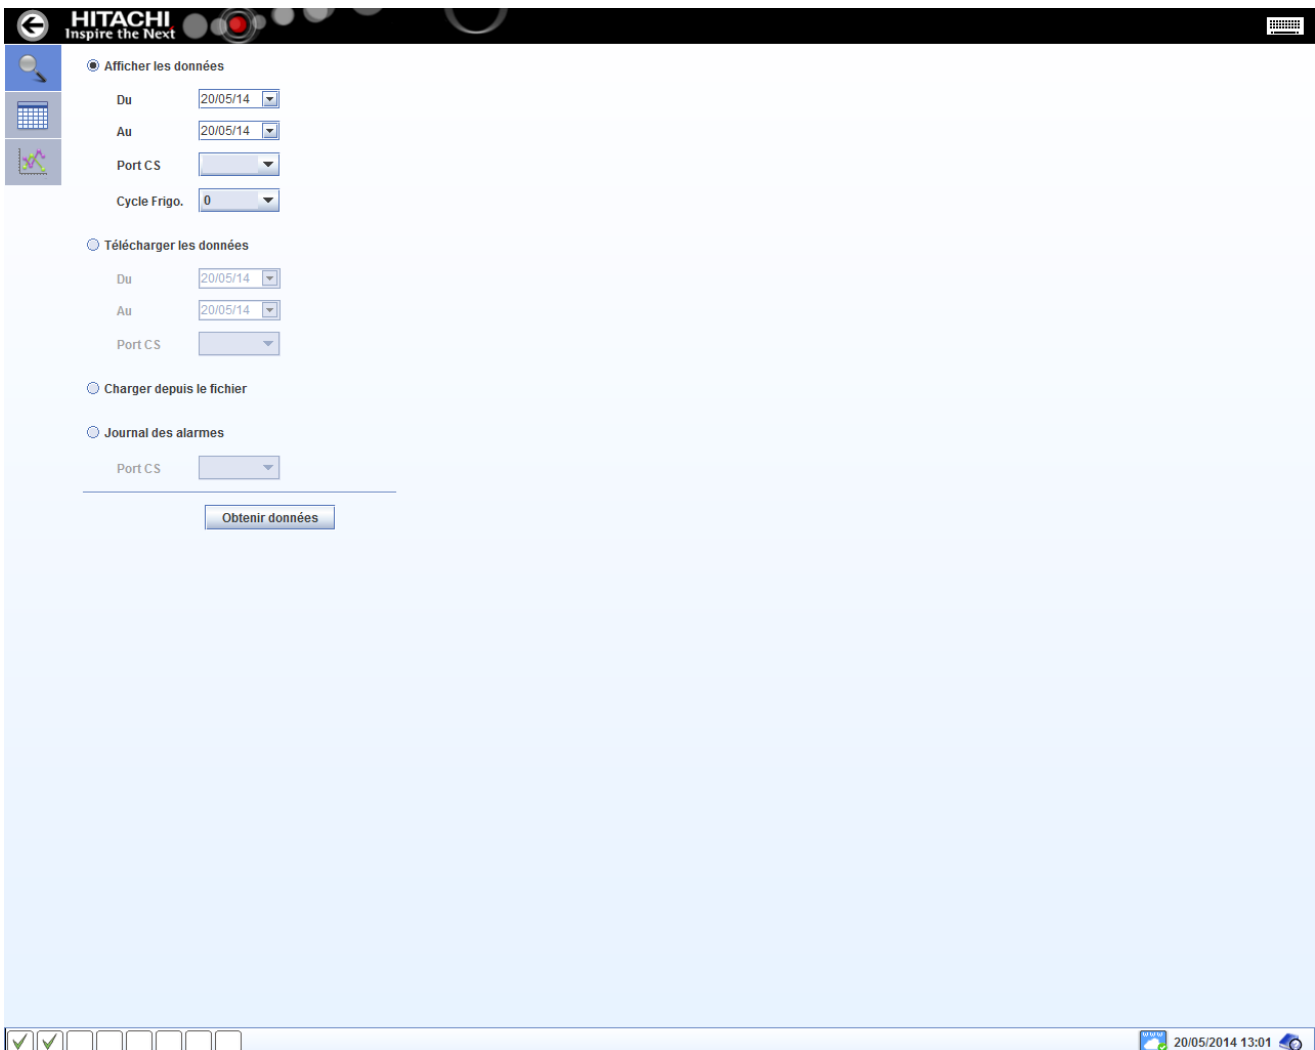 HITACHI
Inspire the Next
Afficher les données
Du 20/05/14
Au 20/05/14
Port CS
Cycle Frigo. 0
Télécharger les données
Du 20/05/14
Au 20/05/14
Port CS
Charger depuis le fichier
Journal des alarmes
Port CS
Obtenir données
www 20/05/2014 13:01